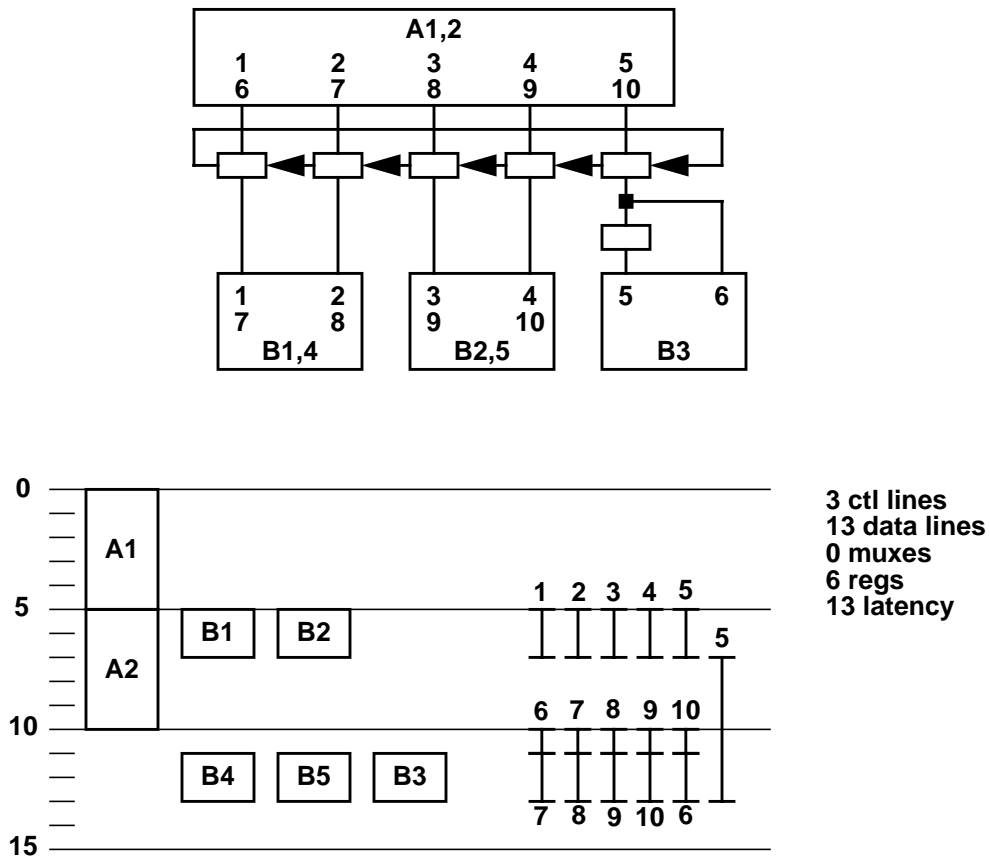 A1,2
1 2 3 4 5
6 7 8 9 10
1 2 3 4 5 6
7 8 9 10
B1,4 B2,5 B3
0
3 ctl lines
13 data lines
A1
0 muxes
6 regs
1 2 3 4 5
5
13 latency
B1 B2
5
A2
6 7 8 9 10
10
B4 B5 B3
7 8 9 10 6
15